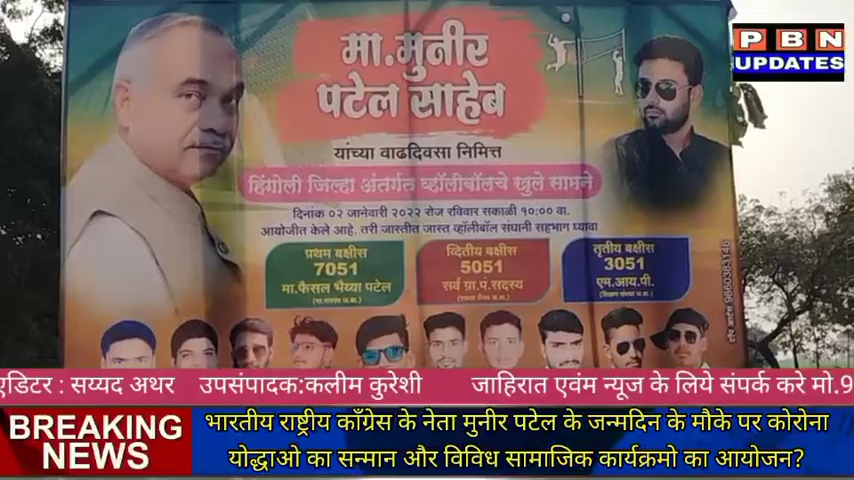 PBN
UPDATES
मा.मुनीर
पटेल साहेब
यांच्या वाढदिवसा निमित्त
हिंगोली जिल्हा अंतर्गत व्हॉलीबॉलचे खुले सामने
दिनांक ०२ जानेवारी २०२२ रोज रविवार सकाळी १०:०० वा.
आयोजीत केले आहे. तरी जास्तीत जास्त व्हॉलीबॉल संघानी सहभाग घ्यावा
प्रथम बक्षीस
7051
मा.फैसल भैय्या पटेल
व्दितीय बक्षीस
5051
सर्व ग्रा.पं.सदस्य
तृतीय बक्षीस
3051
एम.आय.पी.
एडिटर : सय्यद अथर उपसंपादक:कलीम कुरेशी जाहिरात एवंम न्यूज के लिये संपर्क करे मो.9
BREAKING
NEWS
भारतीय राष्ट्रीय काँग्रेस के नेता मुनीर पटेल के जन्मदिन के मौके पर कोरोना
योद्धाओ का सन्मान और विविध सामाजिक कार्यक्रमो का आयोजन?